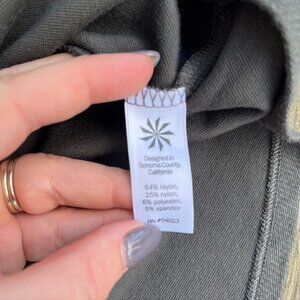 Designed in
Sonoma County,
California
64% rayon,
25% nylon,
6% polyester,
5% spandex
RN #54023